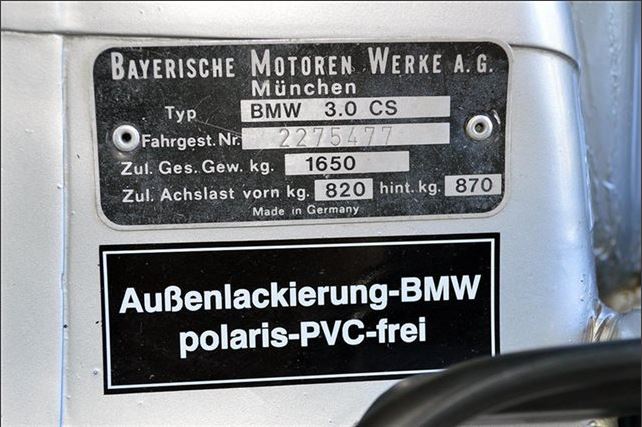 BAYERISCHE MOTOREN WERKE A.G.
München
Typ BMW 3.0 CS
Fahrgest.Nr. 2275477
Zul. Ges. Gew. kg. 1650
Zul. Achslast vorn kg. 820 hint. kg. 870
Made in Germany
Außenlackierung-BMW
polaris-PVC-frei